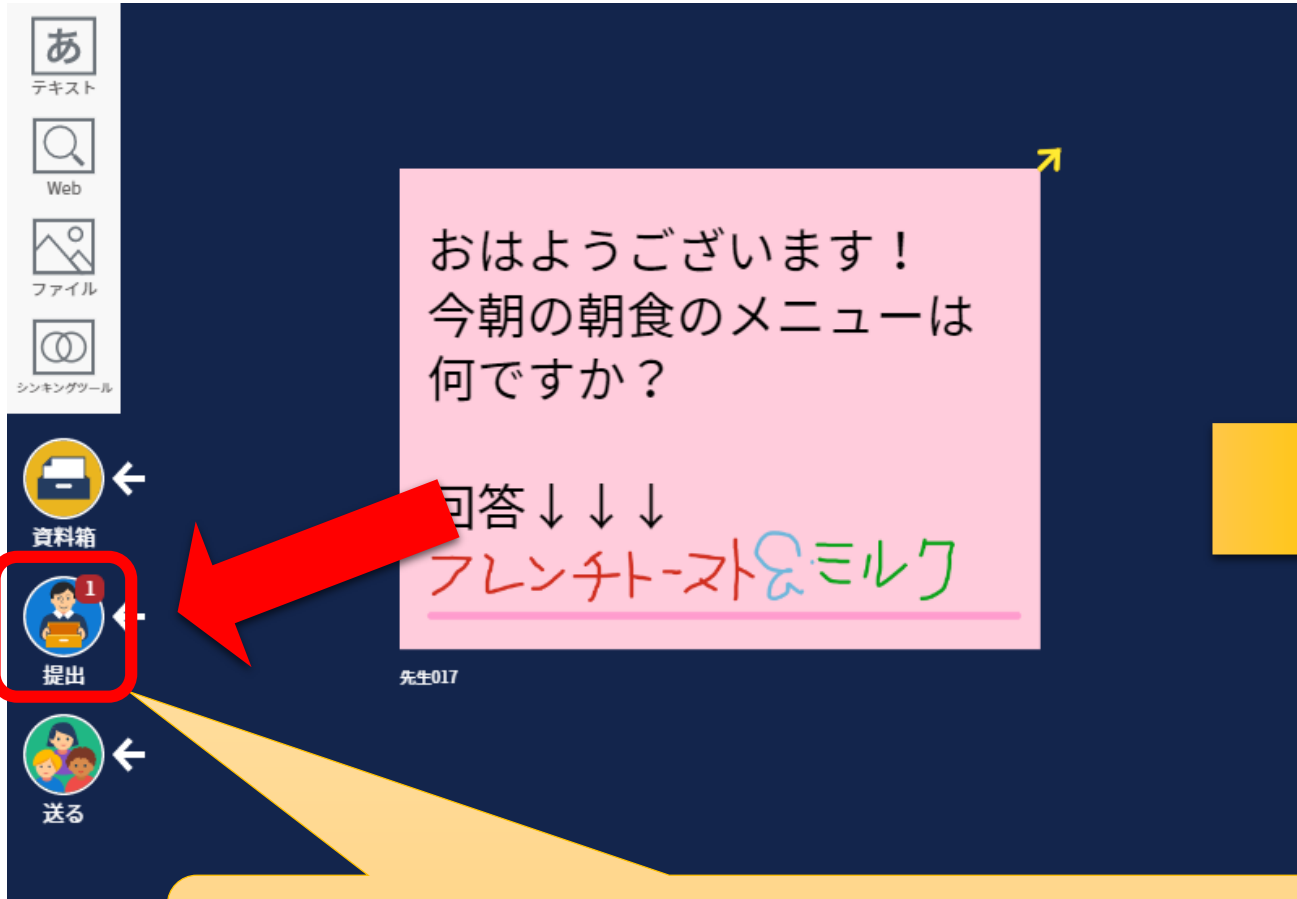 あ
テキスト
Web
ファイル
シンキングツール
資料箱
1
提出
送る
おはようございます！
今朝の朝食のメニューは
何ですか？
回答↓↓↓
フレンチトースト&ミルク
先生017